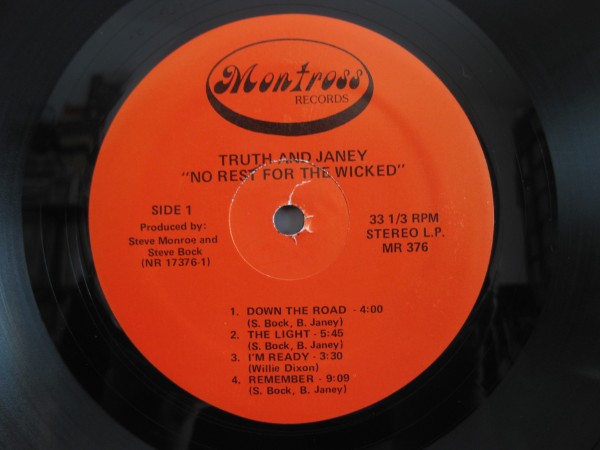 Montross
RECORDS
TRUTH AND JANEY
"NO REST FOR THE WICKED"
SIDE 1
Produced by:
Steve Monroe and
Steve Bock
(NR 17376-1)
33 1/3 RPM
STEREO L.P.
MR 376
1. DOWN THE ROAD - 4:00
(S. Bock, B. Janey)
2. THE LIGHT - 5:45
(S. Bock, B. Janey)
3. I'M READY - 3:30
(Willie Dixon)
4. REMEMBER - 9:09
(S. Bock, B. Janey)